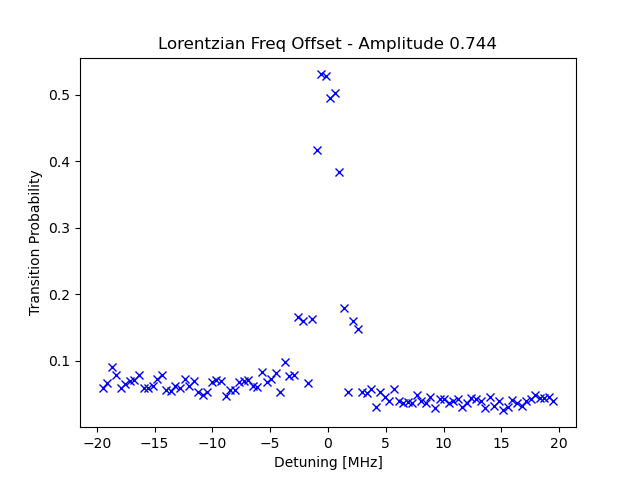 Lorentzian Freq Offset - Amplitude 0.744
Transition Probability
0.5
0.4
0.3
0.2
0.1
−20 −15 −10 −5 0 5 10 15 20
Detuning [MHz]